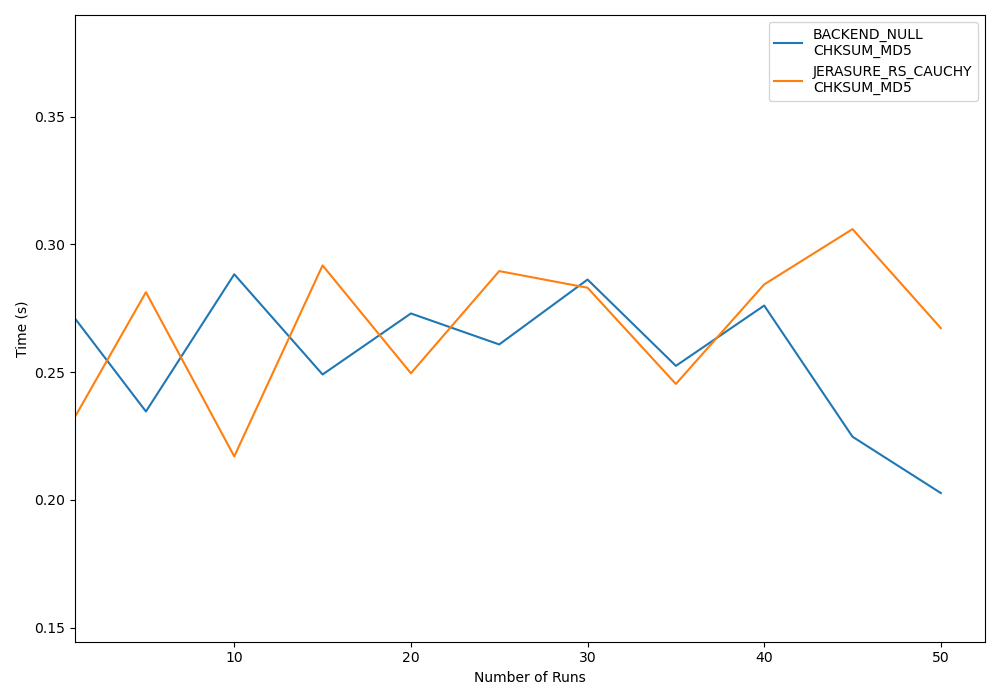 BACKEND_NULL
CHKSUM_MD5
JERASURE_RS_CAUCHY
CHKSUM_MD5
0.35
0.30
0.25
0.20
0.15
Time (s)
10 20 30 40 50
Number of Runs